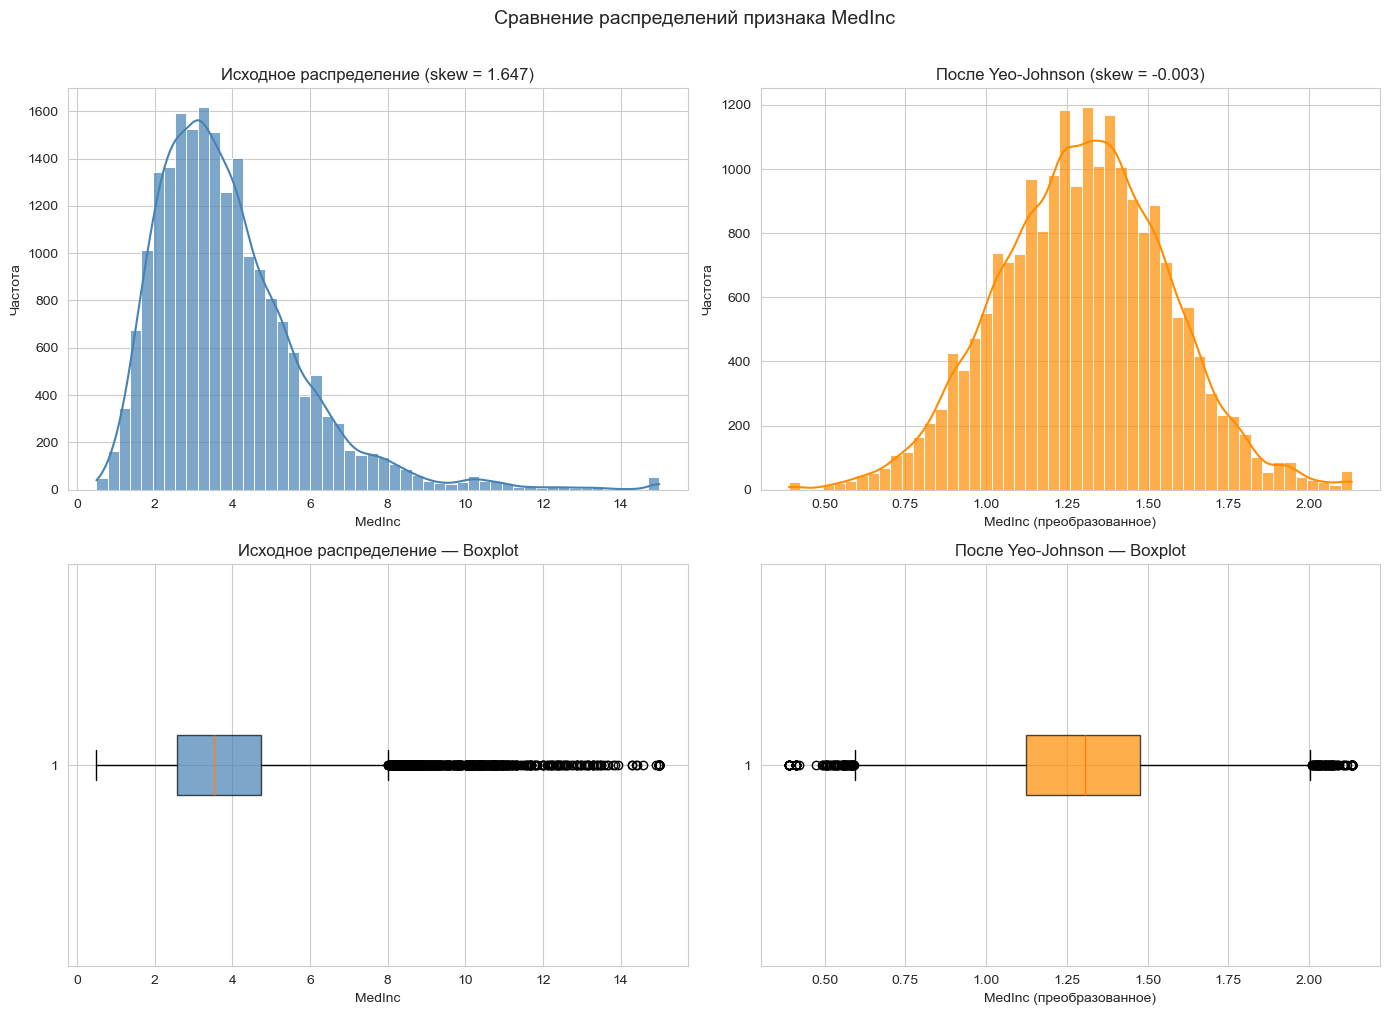 Сравнение распределений признака MedInc
Исходное распределение (skew = 1.647)
Частота
1600
1400
1200
1000
800
600
400
200
0
0 2 4 6 8 10 12 14
MedInc
После Yeo-Johnson (skew = -0.003)
Частота
1200
1000
800
600
400
200
0
0.50 0.75 1.00 1.25 1.50 1.75 2.00
MedInc (преобразованное)
Исходное распределение — Boxplot
1
0 2 4 6 8 10 12 14
MedInc
После Yeo-Johnson — Boxplot
1
0.50 0.75 1.00 1.25 1.50 1.75 2.00
MedInc (преобразованное)